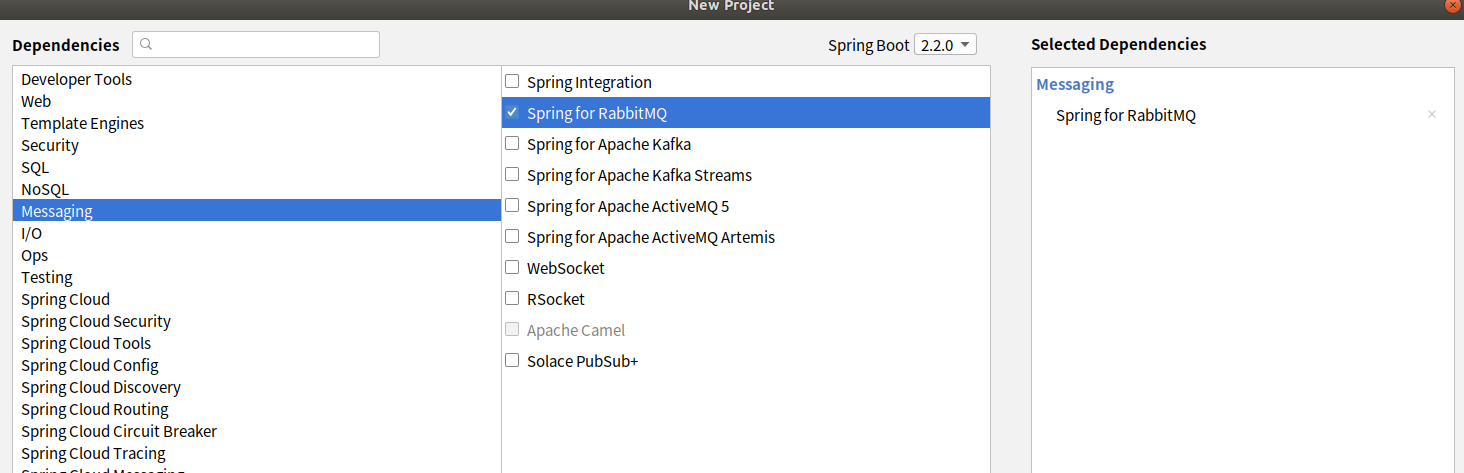 New Project
Dependencies
Spring Boot 2.2.0
Selected Dependencies
Developer Tools
Web
Template Engines
Security
SQL
NoSQL
Messaging
I/O
Ops
Testing
Spring Cloud
Spring Cloud Security
Spring Cloud Tools
Spring Cloud Config
Spring Cloud Discovery
Spring Cloud Routing
Spring Cloud Circuit Breaker
Spring Cloud Tracing
Spring Cloud Messaging
Spring Integration
Spring for RabbitMQ
Spring for Apache Kafka
Spring for Apache Kafka Streams
Spring for Apache ActiveMQ 5
Spring for Apache ActiveMQ Artemis
WebSocket
RSocket
Apache Camel
Solace PubSub+
Messaging
Spring for RabbitMQ